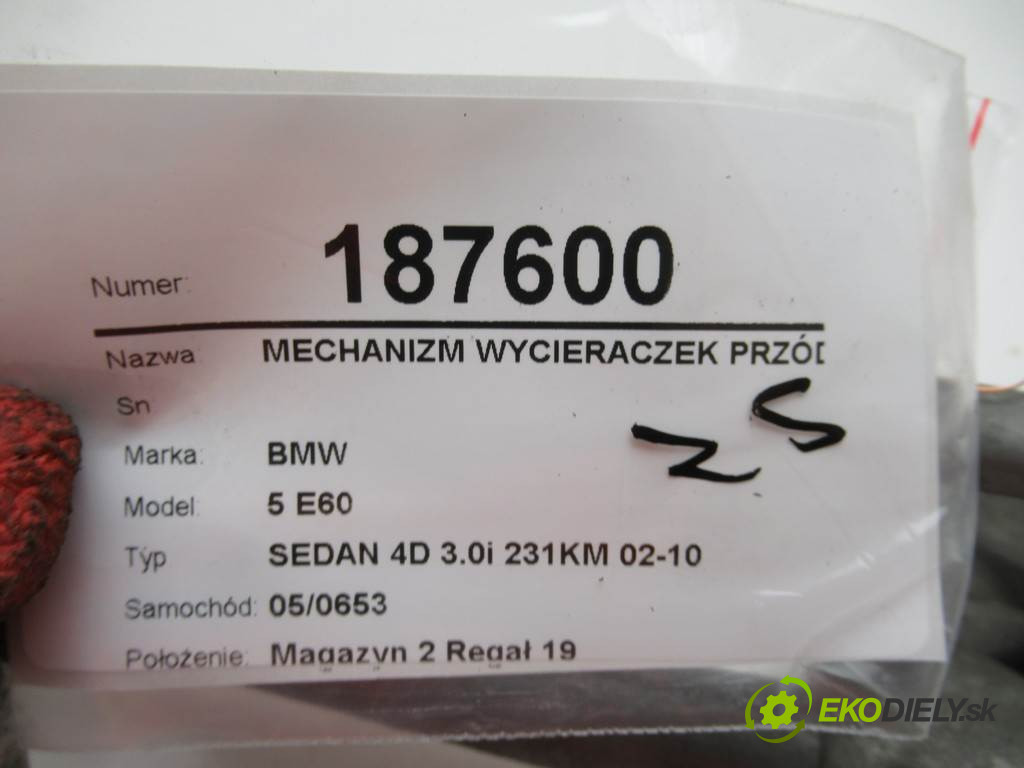 Numer: 187600
Nazwa MECHANIZM WYCIERACZEK PRZÓD
Sn
Marka: BMW
Model: 5 E60
Typ SEDAN 4D 3.0i 231KM 02-10
Samochód: 05/0653
Położenie: Magazyn 2 Regał 19
EKODIELY.sk